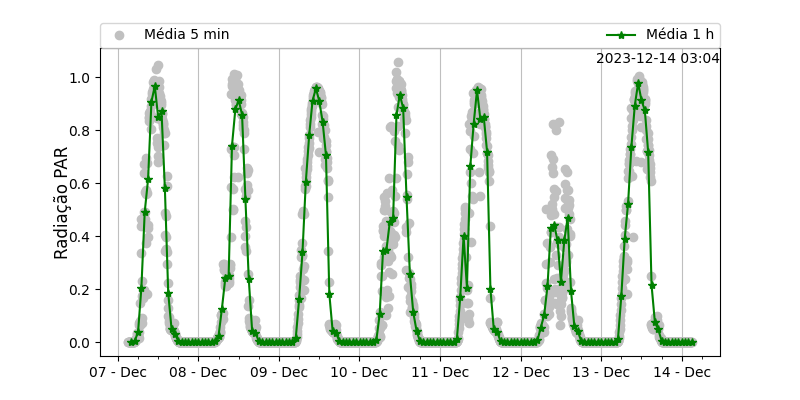 Média 5 min
Média 1 h
2023-12-14 03:04
Radiação PAR
1.0
0.8
0.6
0.4
0.2
0.0
07 - Dec
08 - Dec
09 - Dec
10 - Dec
11 - Dec
12 - Dec
13 - Dec
14 - Dec